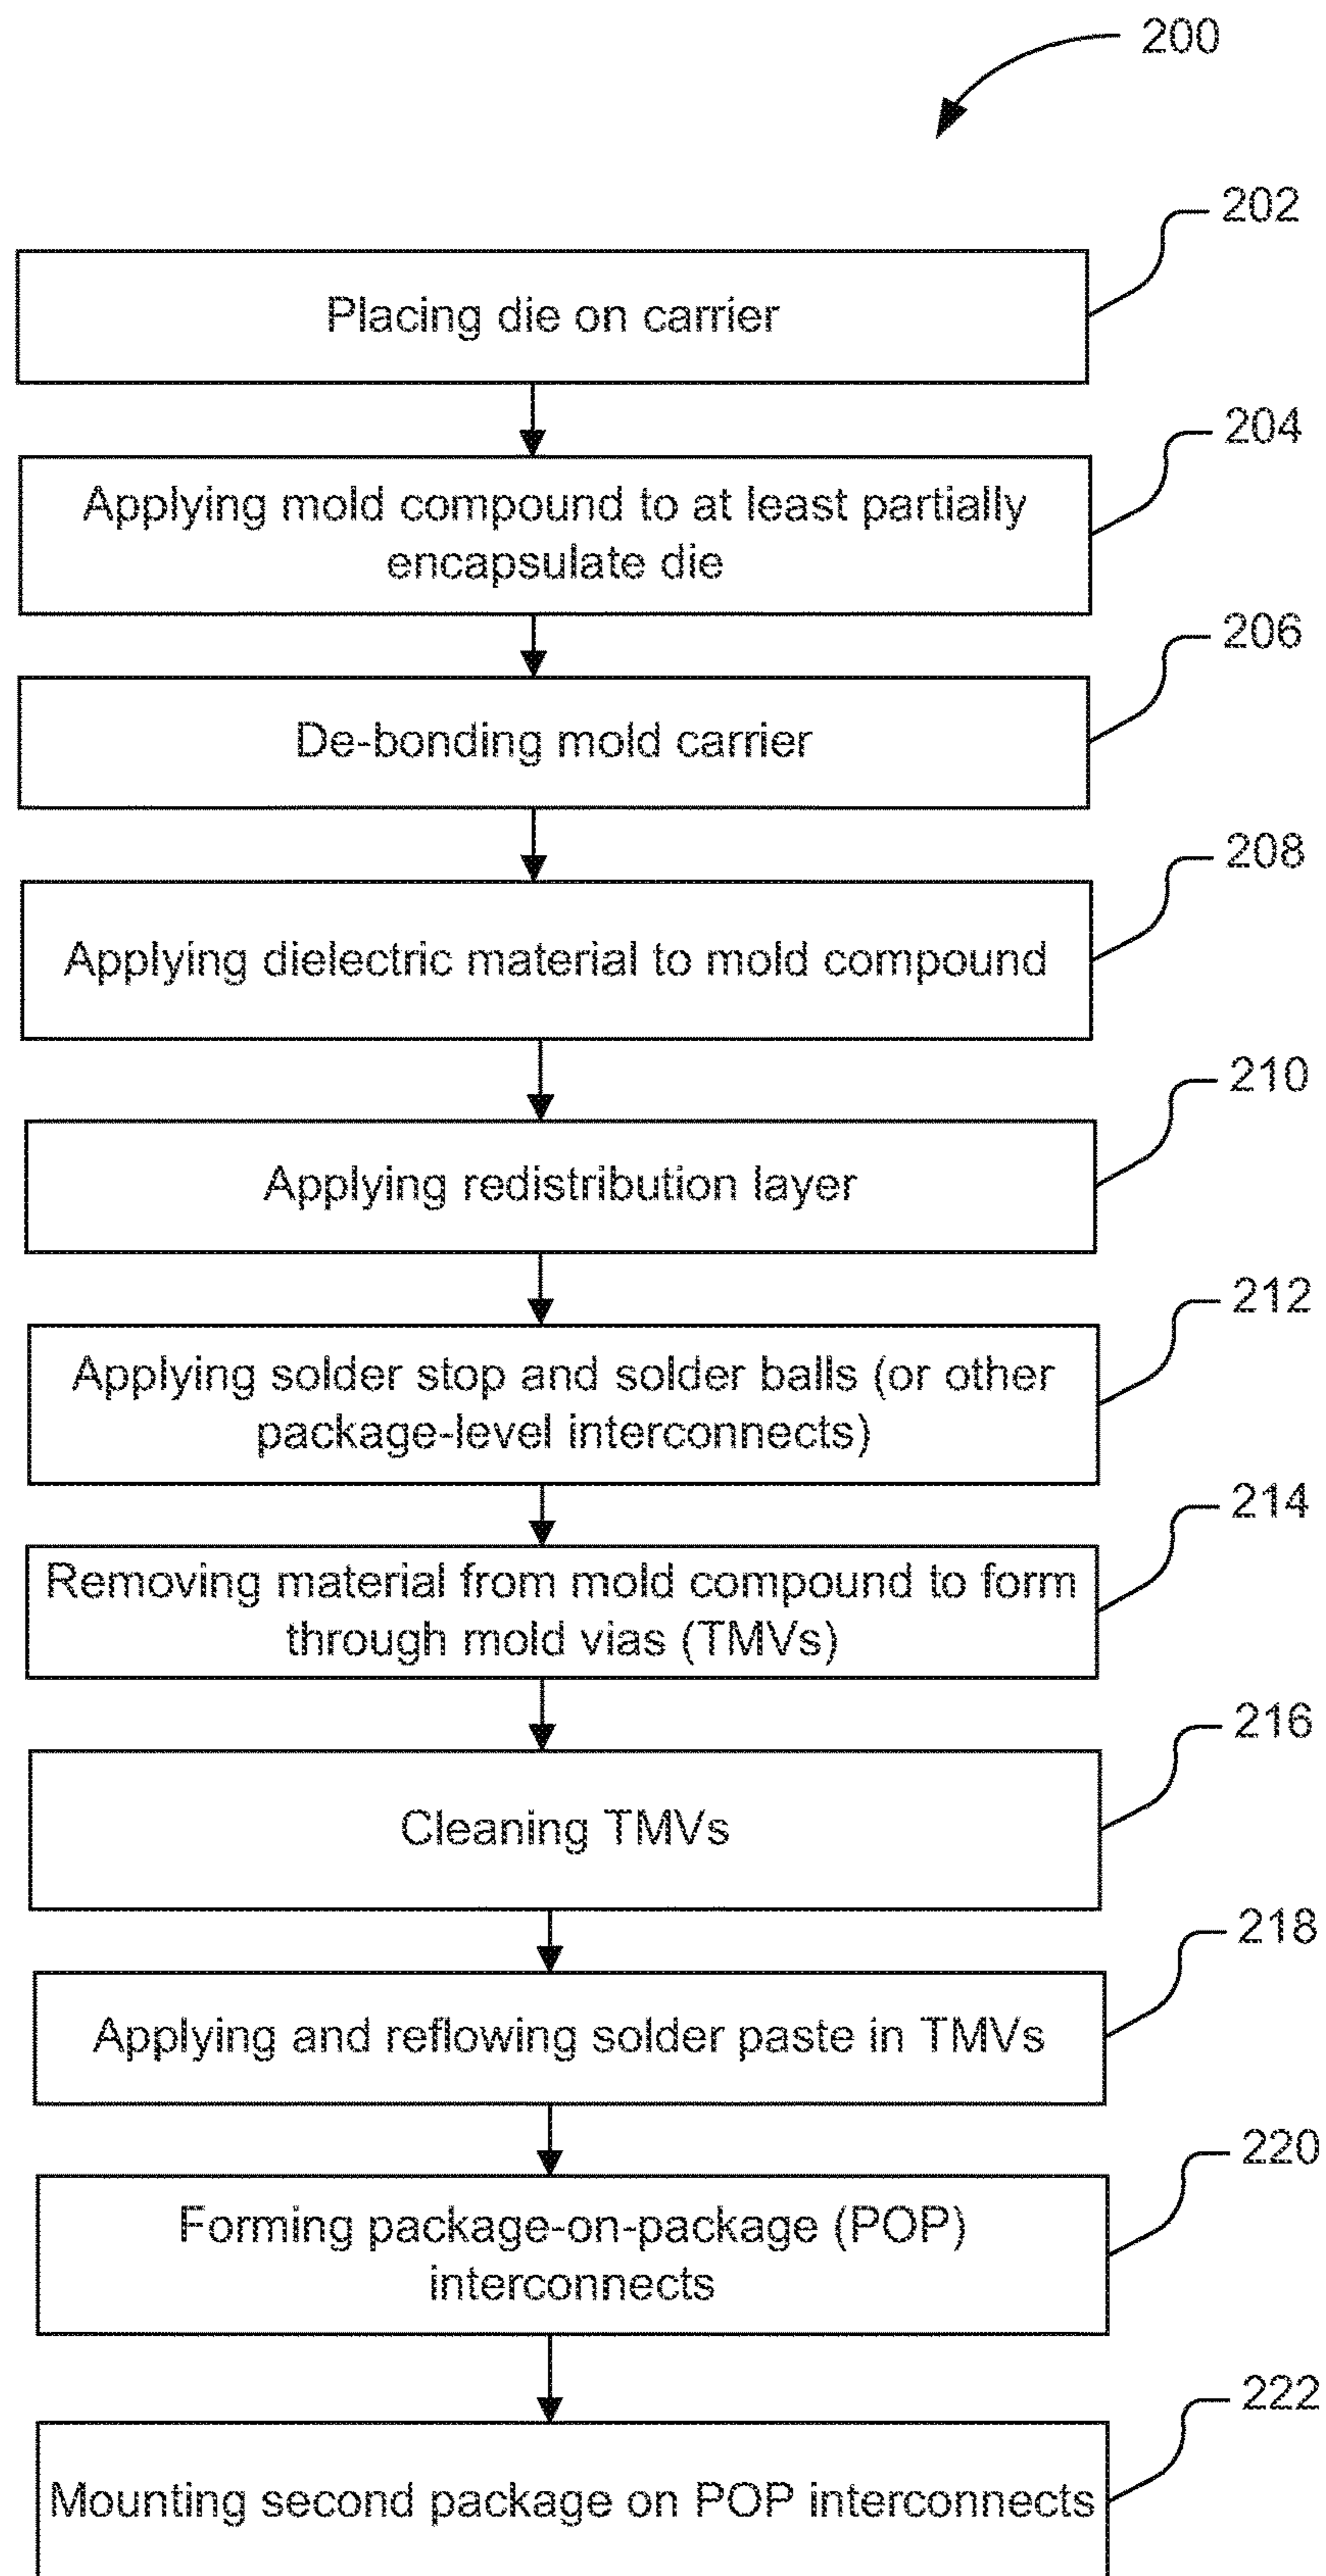 200
202
Placing die on carrier
204
Applying mold compound to at least partially
encapsulate die
206
De-bonding mold carrier
208
Applying dielectric material to mold compound
210
Applying redistribution layer
212
Applying solder stop and solder balls (or other
package-level interconnects)
214
Removing material from mold compound to form
through mold vias (TMVs)
216
Cleaning TMVs
218
Applying and reflowing solder paste in TMVs
220
Forming package-on-package (POP)
interconnects
222
Mounting second package on POP interconnects